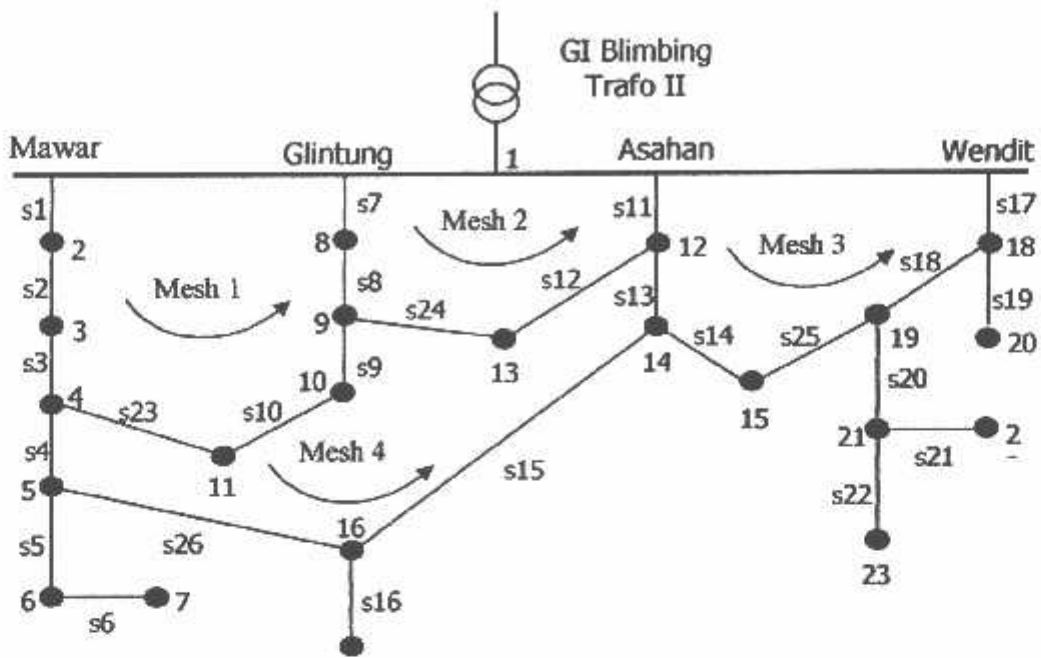 GI Blimbing
Trafo II
Mawar
Glintung
1
Asahan
Wendit
s1
s7
s11
s17
2
8
Mesh 2
12
Mesh 3
18
s2
Mesh 1
s8
s12
s18
3
9
s24
13
s13
14
s14
s25
19
s19
20
s3
10
s9
15
s20
4
s23
s10
11
Mesh 4
s15
21
s21
2
s4
5
s26
16
s22
s5
23
6
s6
7
s16